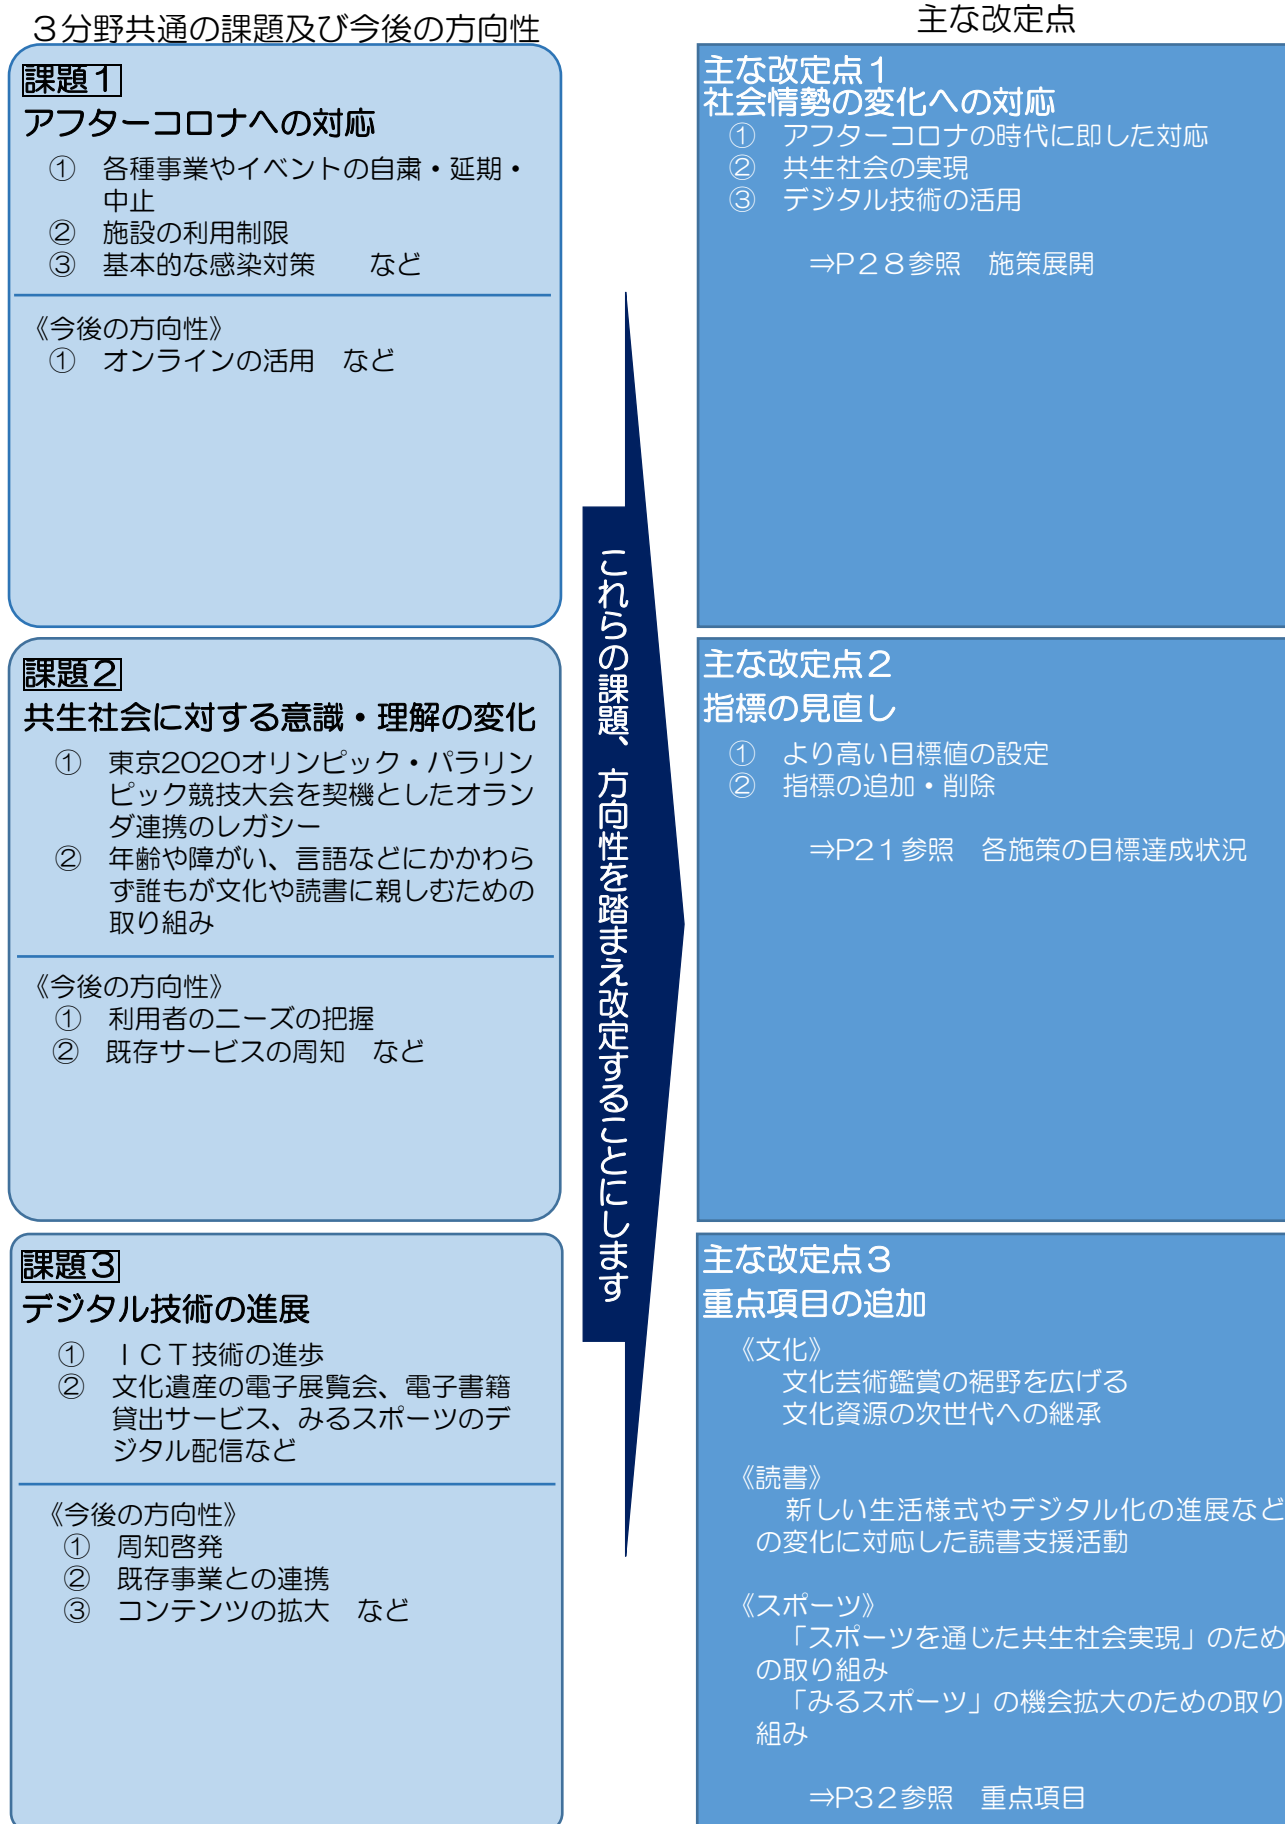 ３分野共通の課題及び今後の方向性
課題１
アフターコロナへの対応
① 各種事業やイベントの自粛・延期・
中止
② 施設の利用制限
③ 基本的な感染対策　　など
《今後の方向性》
① オンラインの活用　など
課題２
共生社会に対する意識・理解の変化
① 東京2020オリンピック・パラリン
ピック競技大会を契機としたオラン
ダ連携のレガシー
② 年齢や障がい、言語などにかかわら
ず誰もが文化や読書に親しむための
取り組み
《今後の方向性》
① 利用者のニーズの把握
② 既存サービスの周知　など
課題３
デジタル技術の進展
① ＩＣＴ技術の進歩
② 文化遺産の電子展覧会、電子書籍
貸出サービス、みるスポーツのデ
ジタル配信など
《今後の方向性》
① 周知啓発
② 既存事業との連携
③ コンテンツの拡大　など
これらの課題、方向性を踏まえ改定することにします
主な改定点
主な改定点１
社会情勢の変化への対応
① アフターコロナの時代に即した対応
② 共生社会の実現
③ デジタル技術の活用
⇒P２８参照　施策展開
主な改定点２
指標の見直し
① より高い目標値の設定
② 指標の追加・削除
⇒P２１参照　各施策の目標達成状況
主な改定点３
重点項目の追加
《文化》
文化芸術鑑賞の裾野を広げる
文化資源の次世代への継承
《読書》
新しい生活様式やデジタル化の進展など
の変化に対応した読書支援活動
《スポーツ》
「スポーツを通じた共生社会実現」のため
の取り組み
「みるスポーツ」の機会拡大のための取り
組み
⇒P３２参照　重点項目